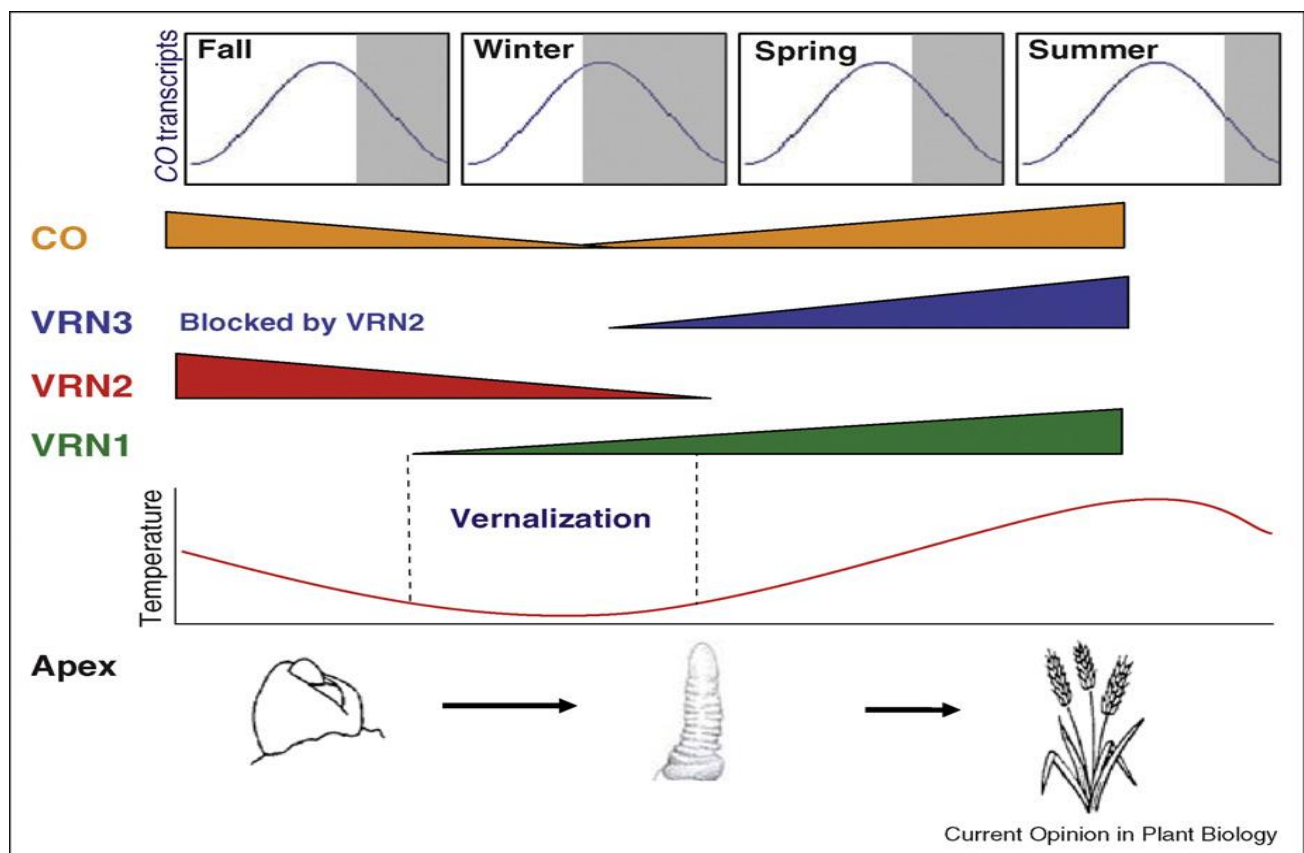 Fall
Winter
Spring
Summer
CO transcripts
CO
VRN3
Blocked by VRN2
VRN2
VRN1
Vernalization
Temperature
Apex
Current Opinion in Plant Biology